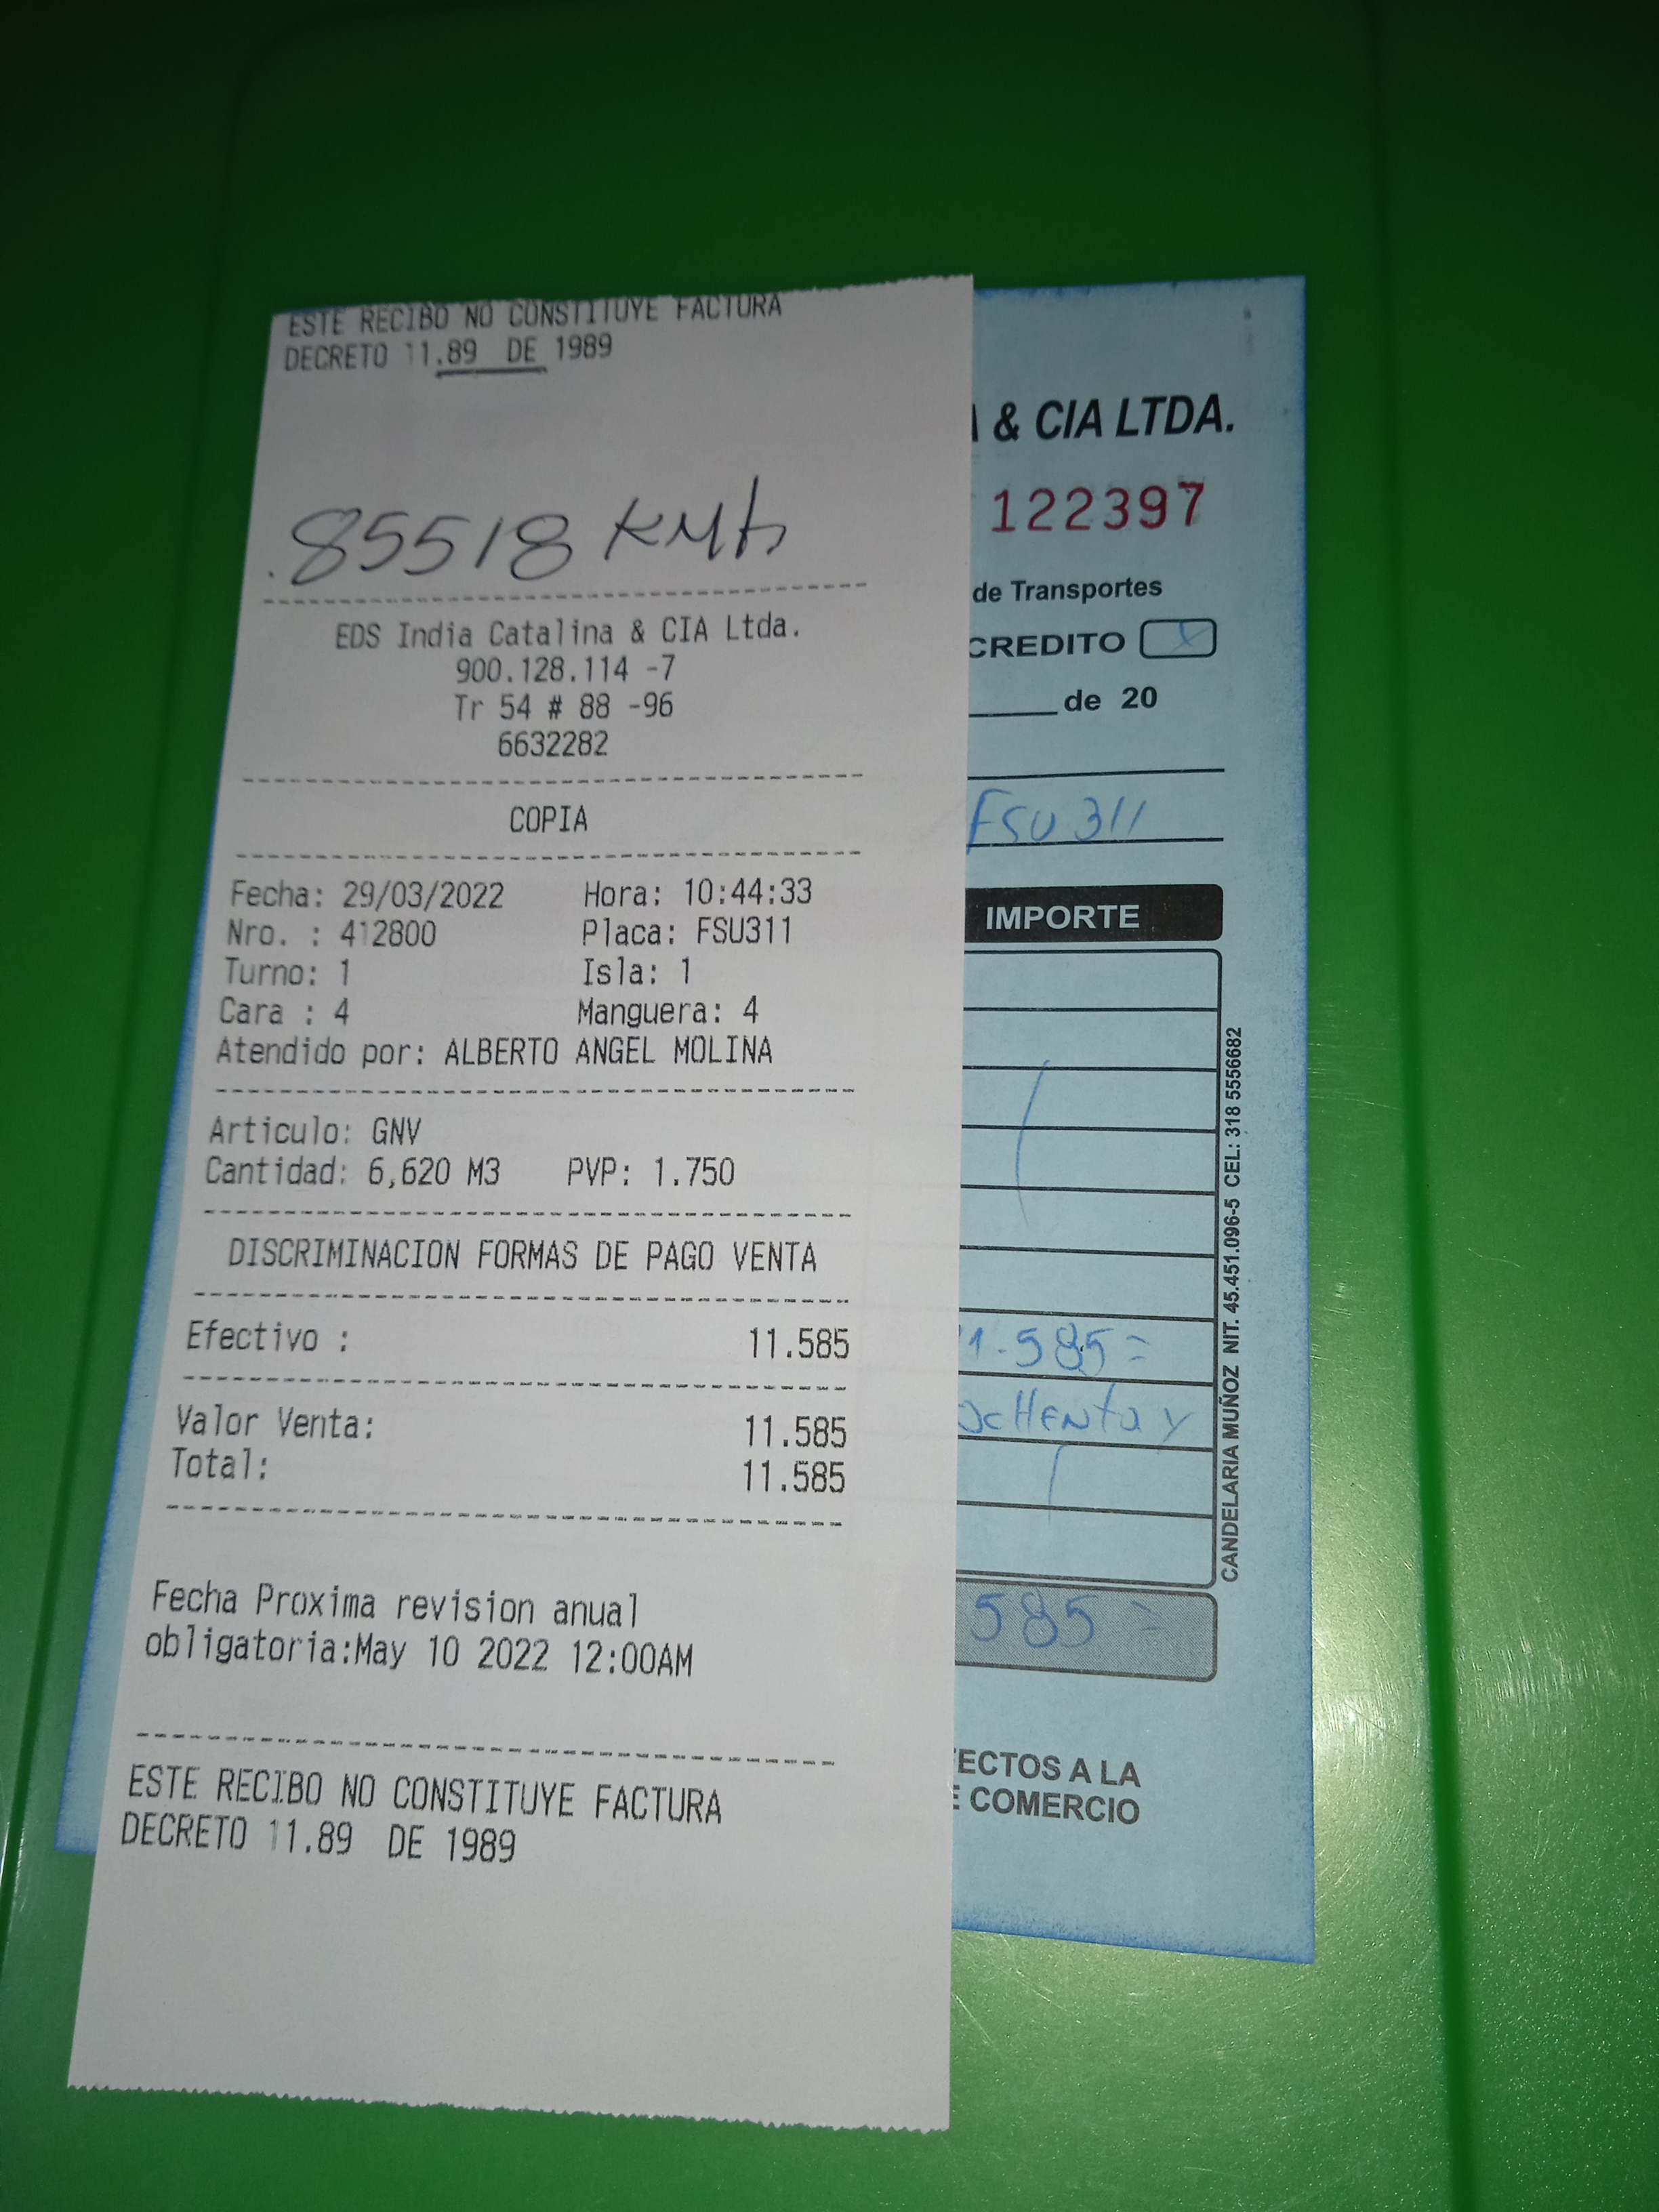 ESTE RECIBO NO CONSTITUYE FACTURA
DECRETO 11.89 DE 1989
.85518 KMh
EDS India Catalina & CIA Ltda.
900.128.114 -7
Tr 54 # 88 -96
6632282
COPIA
Fecha: 29/03/2022 Hora: 10:44:33
Nro. : 412800 Placa: FSU311
Turno: 1 Isla: 1
Cara : 4 Manguera: 4
Atendido por: ALBERTO ANGEL MOLINA
Articulo: GNV
Cantidad: 6,620 M3 PVP: 1.750
DISCRIMINACION FORMAS DE PAGO VENTA
Efectivo : 11.585
Valor Venta: 11.585
Total: 11.585
Fecha Proxima revision anual
obligatoria:May 10 2022 12:00AM
ESTE RECIBO NO CONSTITUYE FACTURA
DECRETO 11.89 DE 1989
& CIA LTDA.
122397
de Transportes
CREDITO X
de 20
FSU 311
IMPORTE
11.585=
ocHENta y
585=
ECTOS A LA
COMERCIO
CANDELARIA MUÑOZ NIT. 45.451.096-5 CEL: 318 5556682